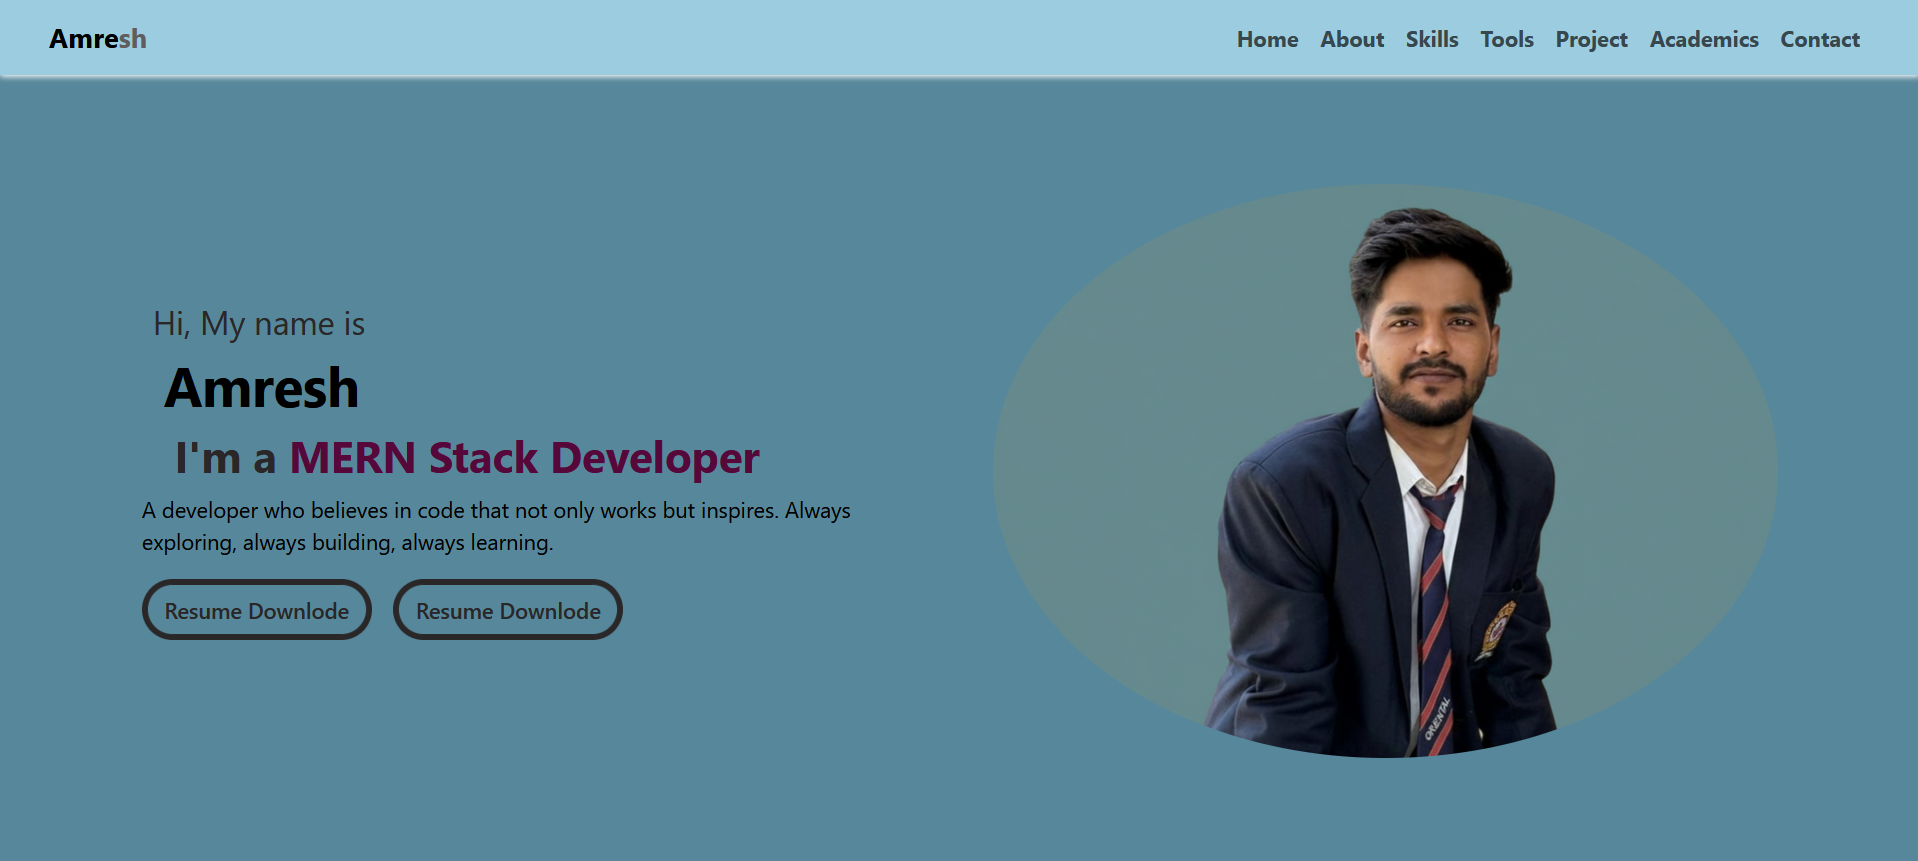 Amresh
Home About Skills Tools Project Academics Contact
Hi, My name is
Amresh
I'm a MERN Stack Developer
A developer who believes in code that not only works but inspires. Always
exploring, always building, always learning.
Resume Downlode Resume Downlode
ORENTAL